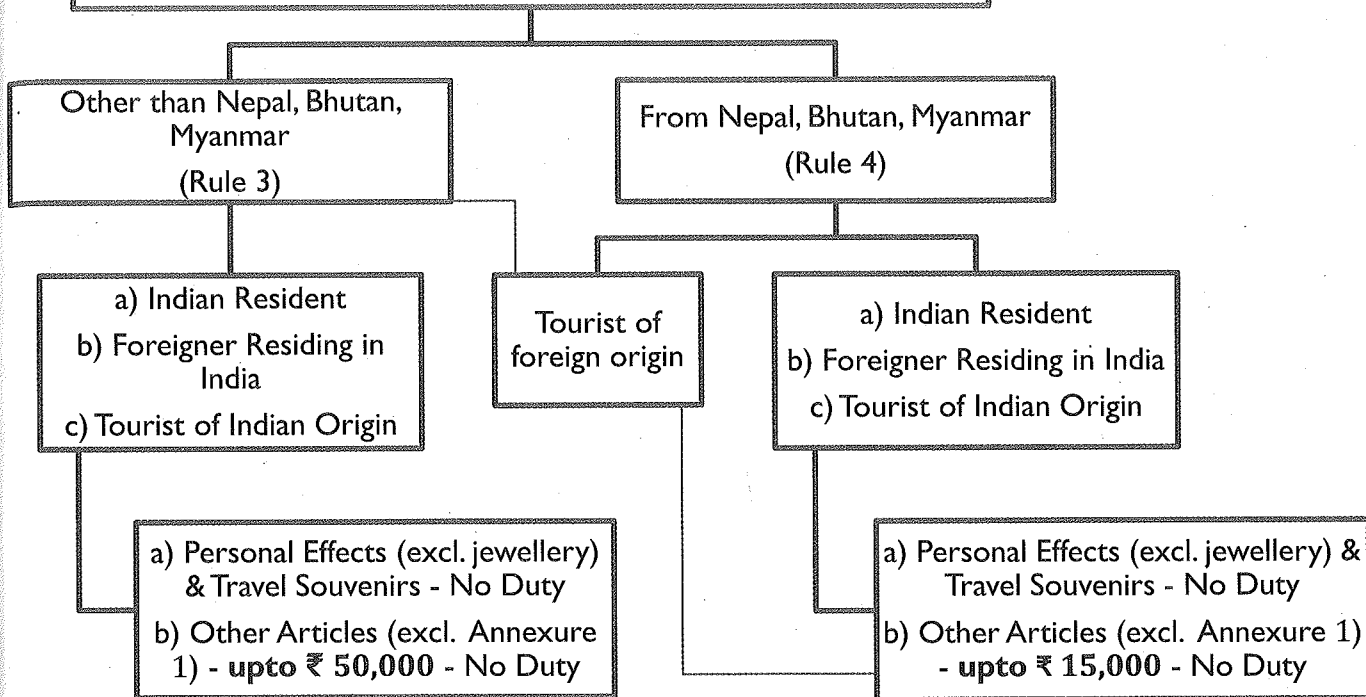 Other than Nepal, Bhutan,
Myanmar
(Rule 3)
From Nepal, Bhutan, Myanmar
(Rule 4)
a) Indian Resident
b) Foreigner Residing in
India
c) Tourist of Indian Origin
Tourist of
foreign origin
a) Indian Resident
b) Foreigner Residing in India
c) Tourist of Indian Origin
a) Personal Effects (excl. jewellery)
& Travel Souvenirs - No Duty
b) Other Articles (excl. Annexure
1) - upto ₹ 50,000 - No Duty
a) Personal Effects (excl. jewellery) &
Travel Souvenirs - No Duty
b) Other Articles (excl. Annexure 1)
- upto ₹ 15,000 - No Duty